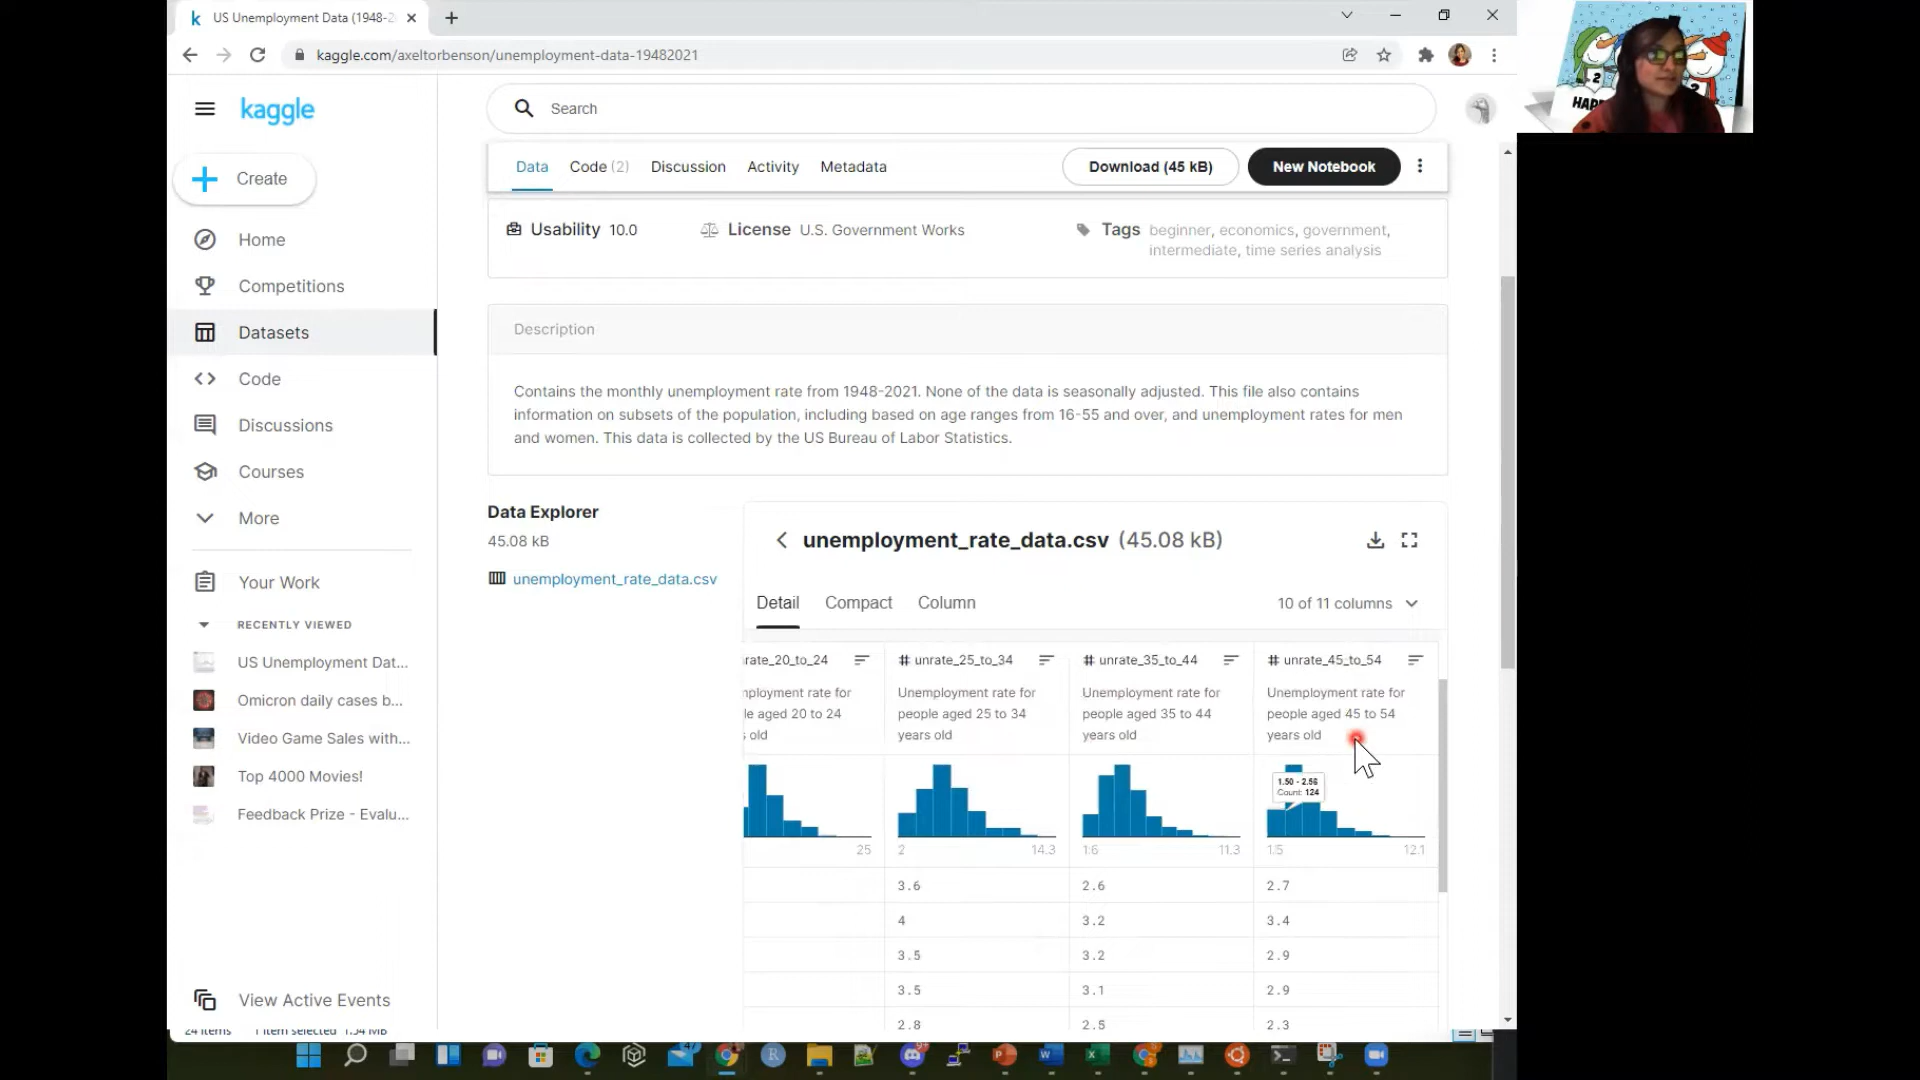 k US Unemployment Data (1948-2
kaggle.com/axeltorbenson/unemployment-data-19482021
kaggle
Search
HAP
Data Code (2) Discussion Activity Metadata Download (45 kB) New Notebook
Create
Usability 10.0 License U.S. Government Works Tags beginner, economics, government,
intermediate, time series analysis
Home
Competitions
Datasets
Code
Discussions
Courses
More
Your Work
RECENTLY VIEWED
US Unemployment Dat...
Omicron daily cases b...
Video Game Sales with...
Top 4000 Movies!
Feedback Prize - Evalu...
View Active Events
Description
Contains the monthly unemployment rate from 1948-2021. None of the data is seasonally adjusted. This file also contains
information on subsets of the population, including based on age ranges from 16-55 and over, and unemployment rates for men
and women. This data is collected by the US Bureau of Labor Statistics.
Data Explorer
45.08 kB
unemployment_rate_data.csv
unemployment_rate_data.csv (45.08 kB)
Detail Compact Column 10 of 11 columns
rate_20_to_24 # unrate_25_to_34 # unrate_35_to_44 # unrate_45_to_54
ployment rate for Unemployment rate for Unemployment rate for Unemployment rate for
le aged 20 to 24 people aged 25 to 34 people aged 35 to 44 people aged 45 to 54
old years old years old years old
1.50 - 2.56
Count: 124
25 2 14.3 1.6 11.3 1.5 12.1
3.6 2.6 2.7
4 3.2 3.4
3.5 3.2 2.9
3.5 3.1 2.9
2.8 2.5 2.3
24 items 1 item selected 1.54 MB